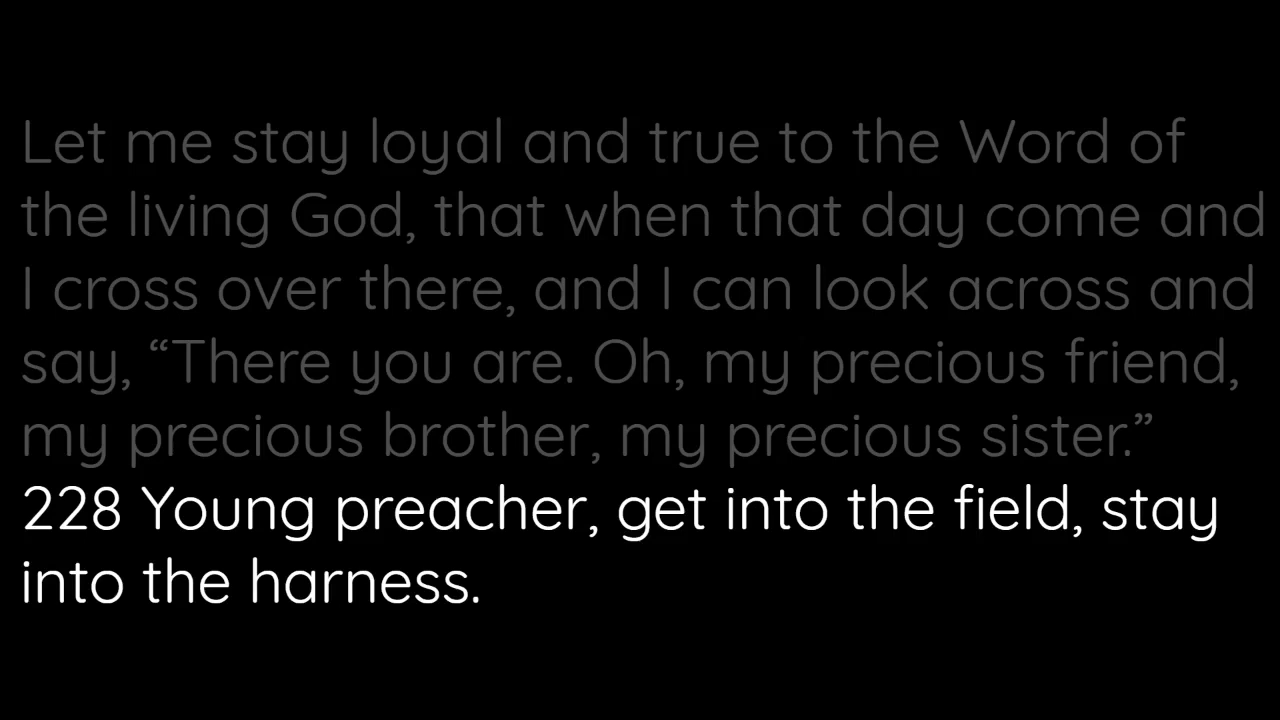 Let me stay loyal and true to the Word of
the living God, that when that day come and
I cross over there, and I can look across and
say, “There you are. Oh, my precious friend,
my precious brother, my precious sister.”
228 Young preacher, get into the field, stay
into the harness.